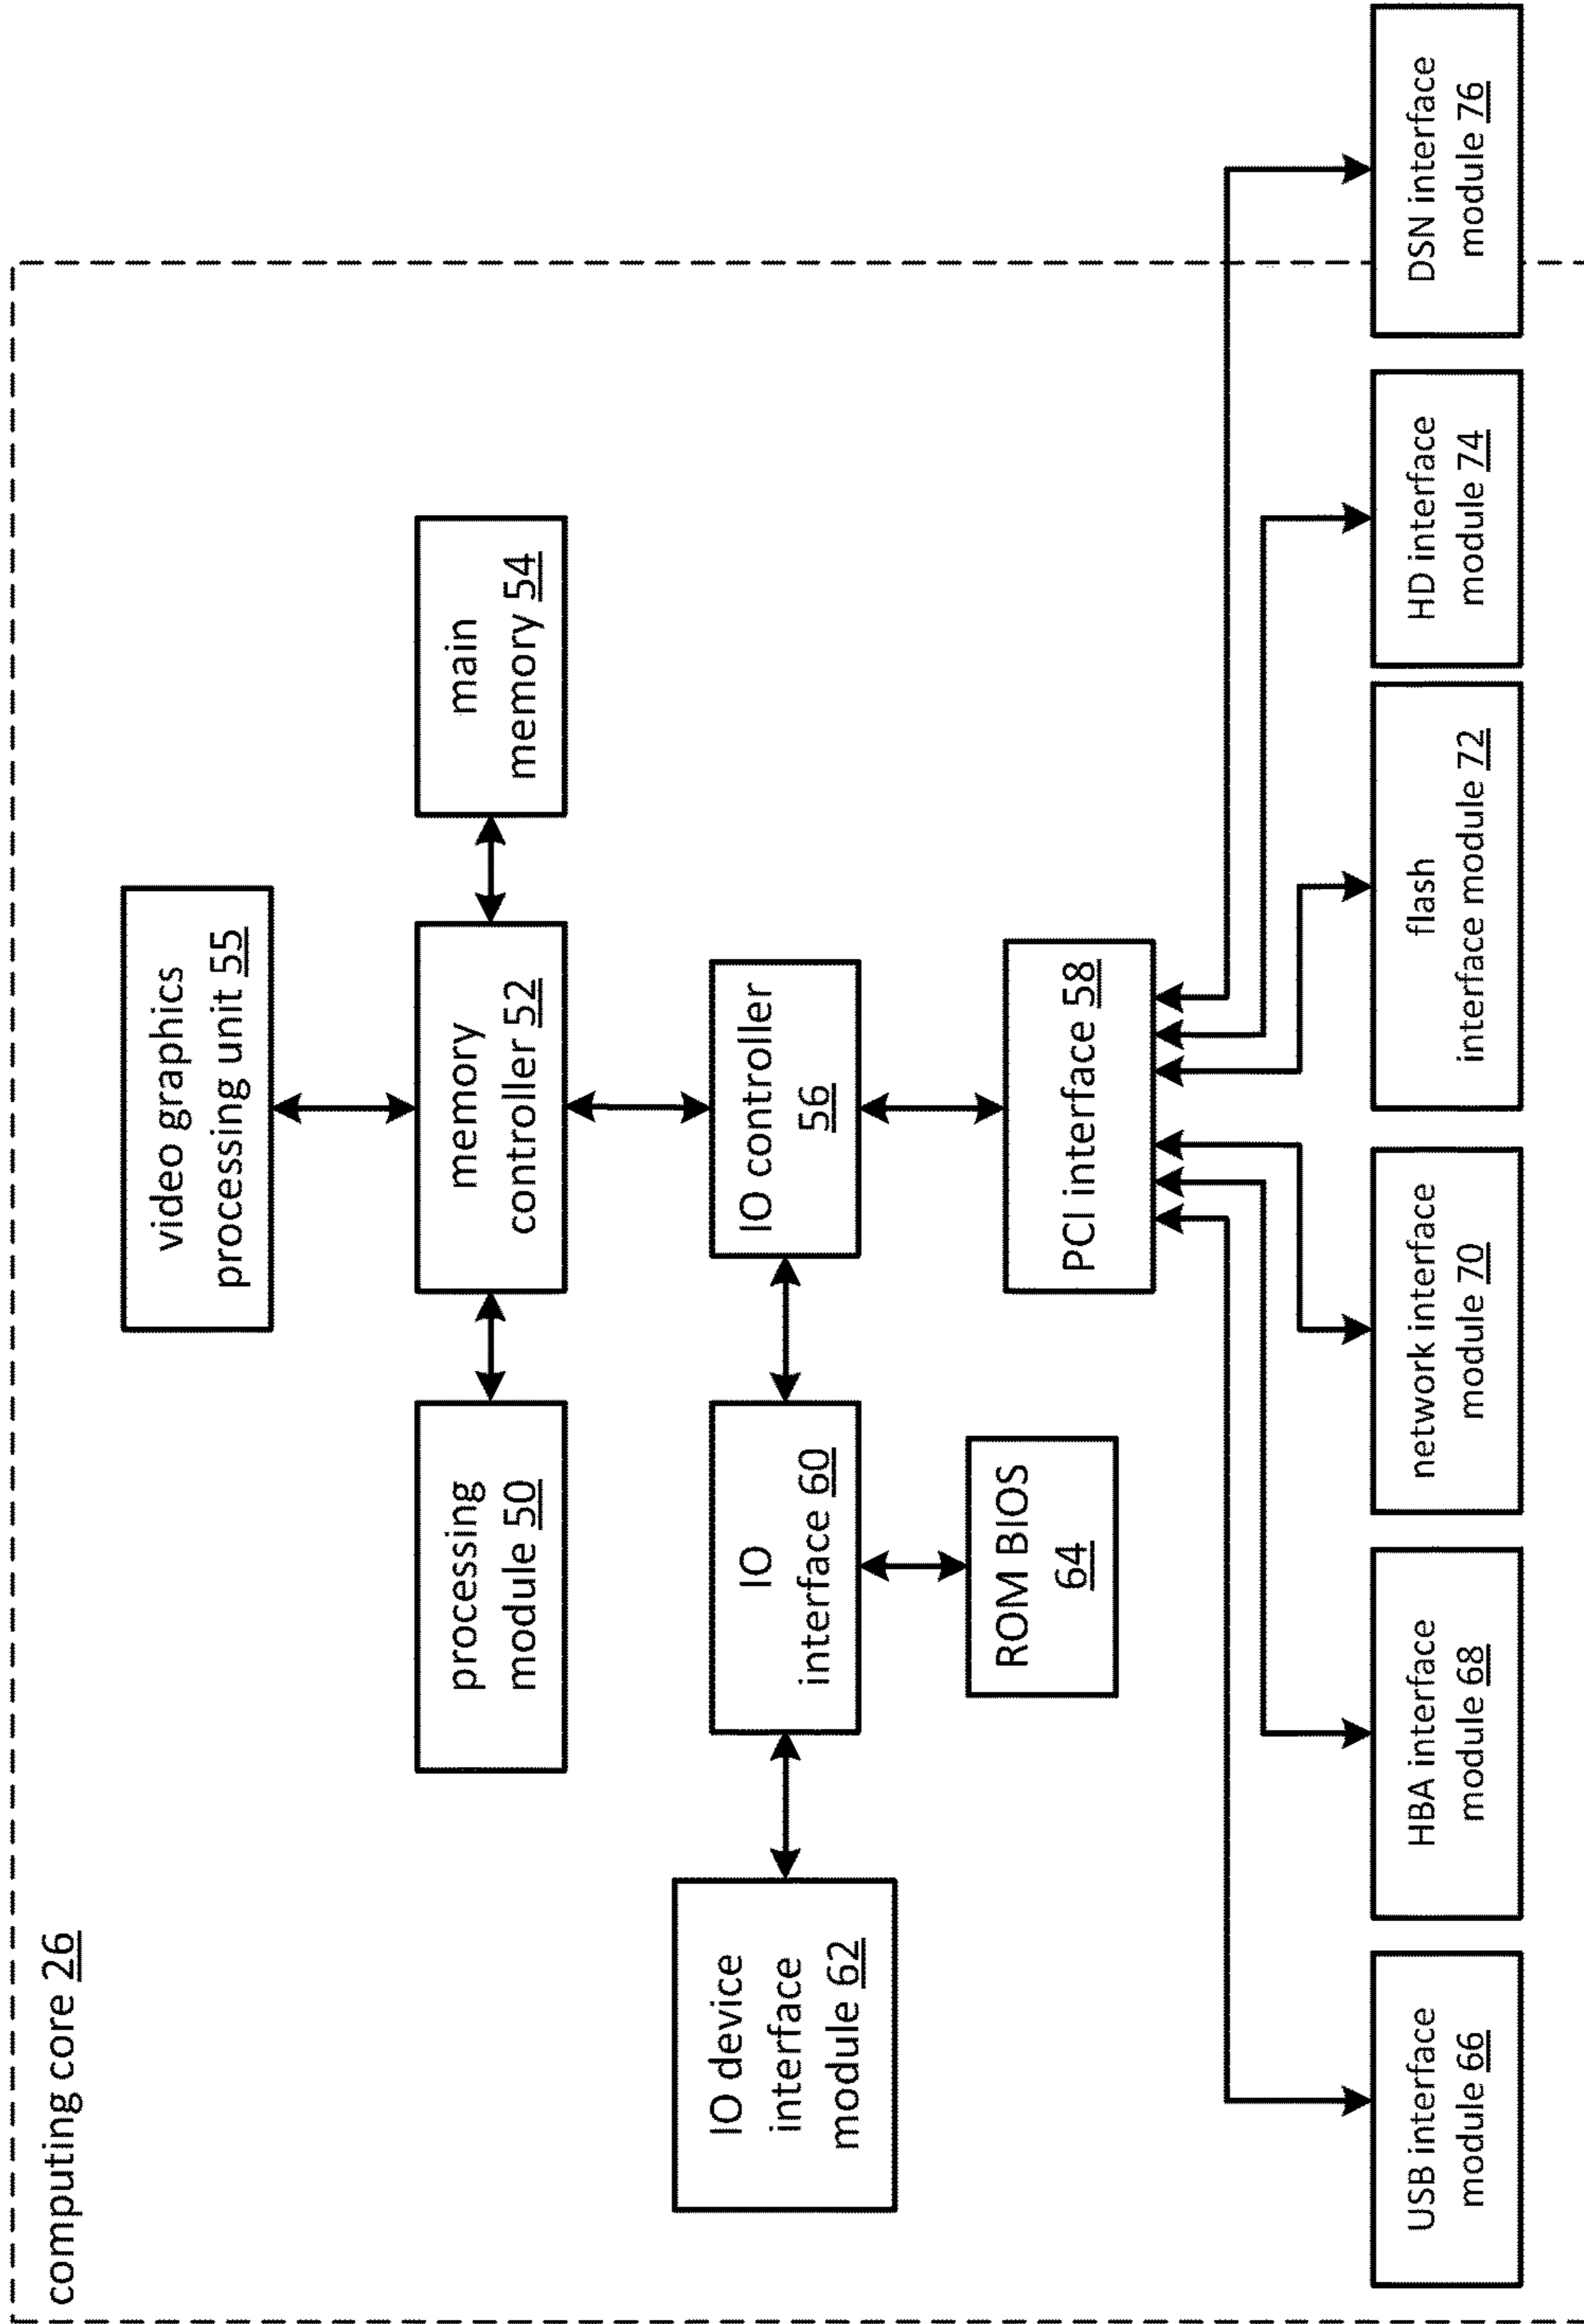 computing core 26
video graphics
processing unit 55
processing
module 50
memory
controller 52
main
memory 54
IO device
interface
module 62
IO
interface 60
IO controller
56
ROM BIOS
64
PCI interface 58
USB interface
module 66
HBA interface
module 68
network interface
module 70
flash
interface module 72
HD interface
module 74
DSN interface
module 76